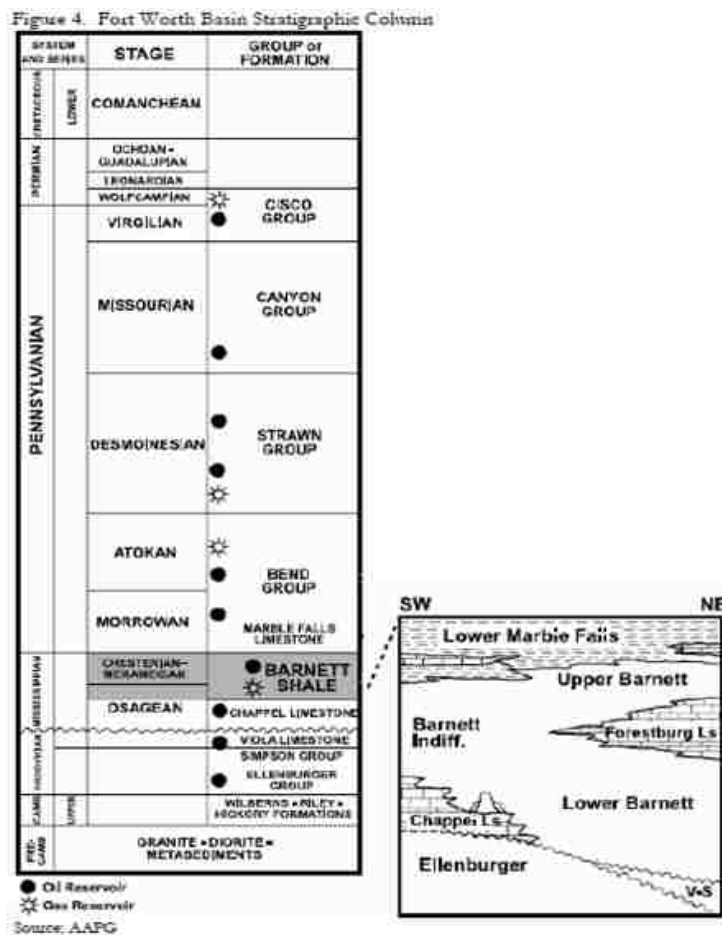 Figure 4. Fort Worth Basin Stratigraphic Column
SYSTEM AND SERIES
STAGE
GROUP or FORMATION
CRETACEOUS
LOWER
COMANCHEAN
PERMIAN
OCHOAN - GUADALUPIAN
LEONARDIAN
WOLFCAMPIAN
CISCO GROUP
PENNSYLVANIAN
VIRGILIAN
MISSOURIAN
CANYON GROUP
DESMOINESIAN
STRAWN GROUP
ATOKAN
BEND GROUP
MORROWAN
MARBLE FALLS LIMESTONE
MISSISSIPPIAN
CHESTERIAN-MERAMECIAN
BARNETT SHALE
OSAGEAN
CHAPPEL LIMESTONE
ORDOVICIAN
VIOLA LIMESTONE
SIMPSON GROUP
ELLENBURGER GROUP
CAMB
UPPER
WILBERNS • RILEY • HICKORY FORMATIONS
PRE-CAMB
GRANITE • DIORITE • METASEDIMENTS
Oil Reservoir
Gas Reservoir
Source: AAPG
SW
NE
Lower Marble Falls
Upper Barnett
Barnett Indiff.
Forestburg Ls
Lower Barnett
Chappel Ls
Ellenburger
V-S